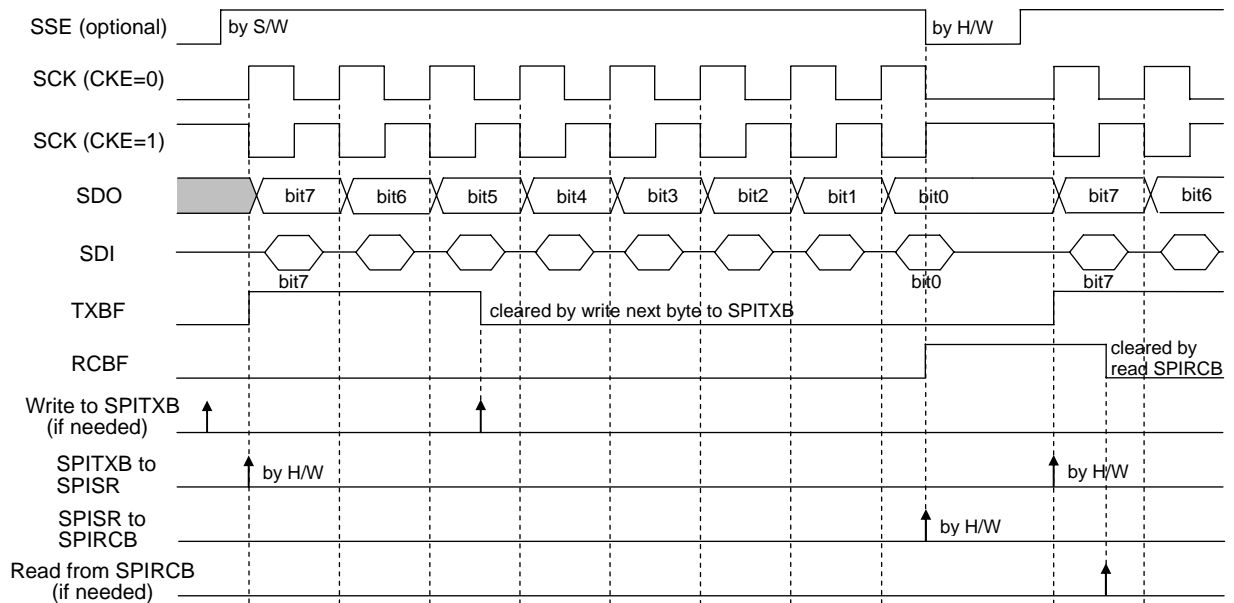 SSE (optional)
by S/W
by H/W
SCK (CKE=0)
SCK (CKE=1)
SDO
bit7
bit6
bit5
bit4
bit3
bit2
bit1
bit0
bit7
bit6
SDI
bit7
bit0
bit7
TXBF
cleared by write next byte to SPITXB
RCBF
cleared by
read SPIRCB
Write to SPITXB
(if needed)
SPITXB to
SPISR
by H/W
by H/W
SPISR to
SPIRCB
by H/W
Read from SPIRCB
(if needed)